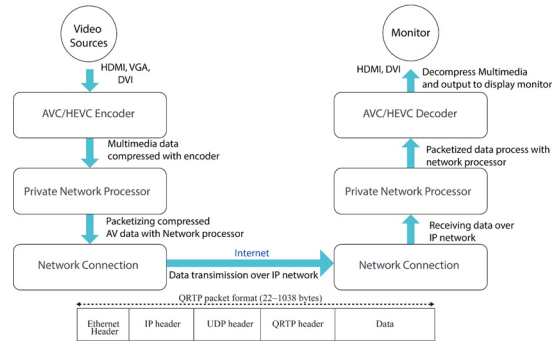 Video
Sources
HDMI, VGA,
DVI
AVC/HEVC Encoder
Multimedia data
compressed with encoder
Private Network Processor
Packetizing compressed
AV data with Network processor
Network Connection
Internet
Data transimission over IP network
Monitor
HDMI, DVI
Decompress Multimedia
and output to display monitor
AVC/HEVC Decoder
Packetized data process with
network processor
Private Network Processor
Receiving data over
IP network
Network Connection
QRTP packet format (22~1038 bytes)
Ethernet
Header
IP header
UDP header
QRTP header
Data